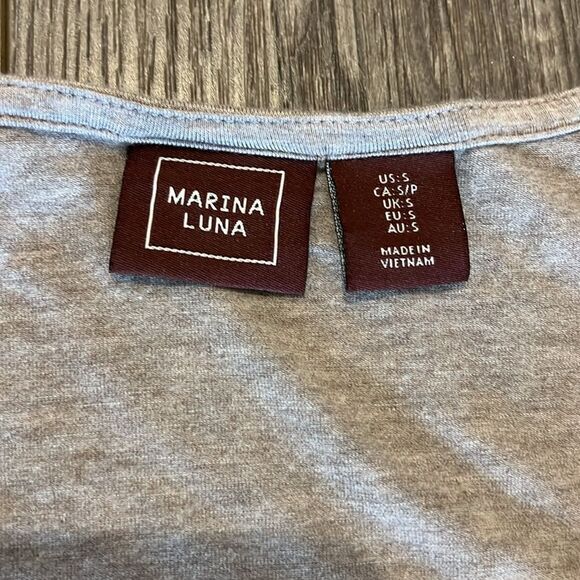 MARINA
LUNA
US:S
CA:S/P
UK:S
EU:S
AU:S
MADE IN
VIETNAM